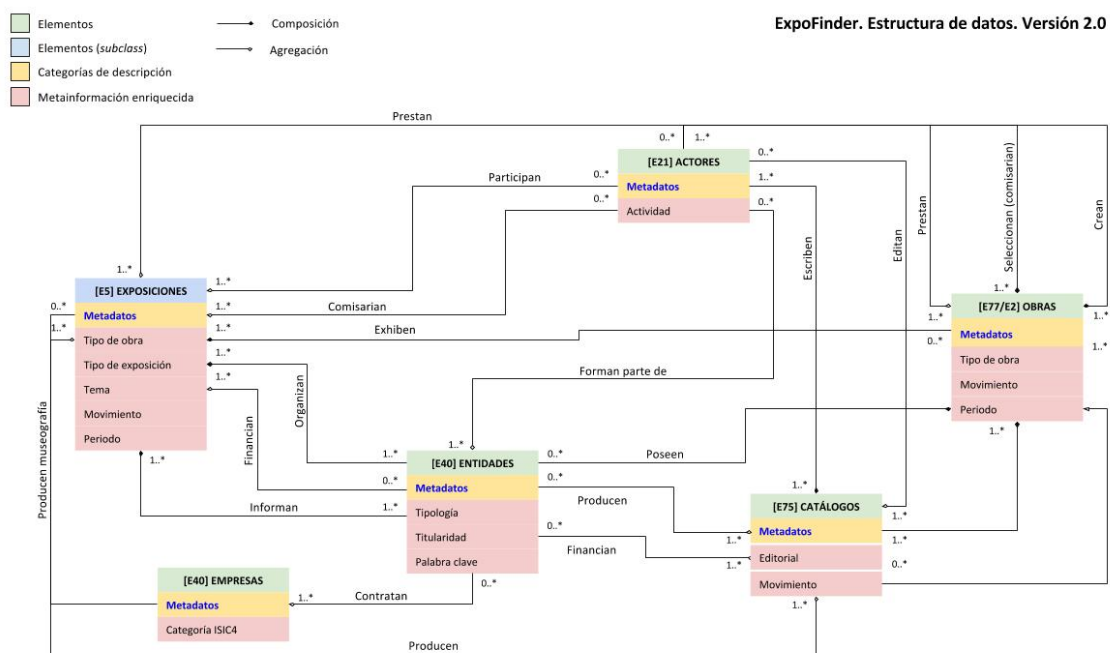 Elementos
Elementos (subclass)
Categorías de descripción
Metainformación enriquecida
Composición
Agregación
ExpoFinder. Estructura de datos. Versión 2.0
Prestan
0..*
1..*
[E21] ACTORES
Metadatos
Actividad
0..*
0..*
0..*
1..*
0..*
Participan
Comisarian
Exhiben
Forman parte de
Escriben
Editan
Prestan
Seleccionan (comisarian)
Crean
1..*
[E5] EXPOSICIONES
Metadatos
Tipo de obra
Tipo de exposición
Tema
Movimiento
Periodo
0..*
1..*
1..*
1..*
1..*
1..*
1..*
1..*
1..*
[E77/E2] OBRAS
Metadatos
Tipo de obra
Movimiento
Periodo
1..*
0..*
1..*
1..*
1..*
Organizan
Financian
Informan
Producen museografía
1..*
[E40] ENTIDADES
Metadatos
Tipología
Titularidad
Palabra clave
1..*
0..*
1..*
0..*
0..*
0..*
0..*
Poseen
Producen
Financian
1..*
[E75] CATÁLOGOS
Metadatos
Editorial
Movimiento
1..*
1..*
1..*
1..*
0..*
1..*
[E40] EMPRESAS
Metadatos
Categoría ISIC4
1..*
Contratan
Producen